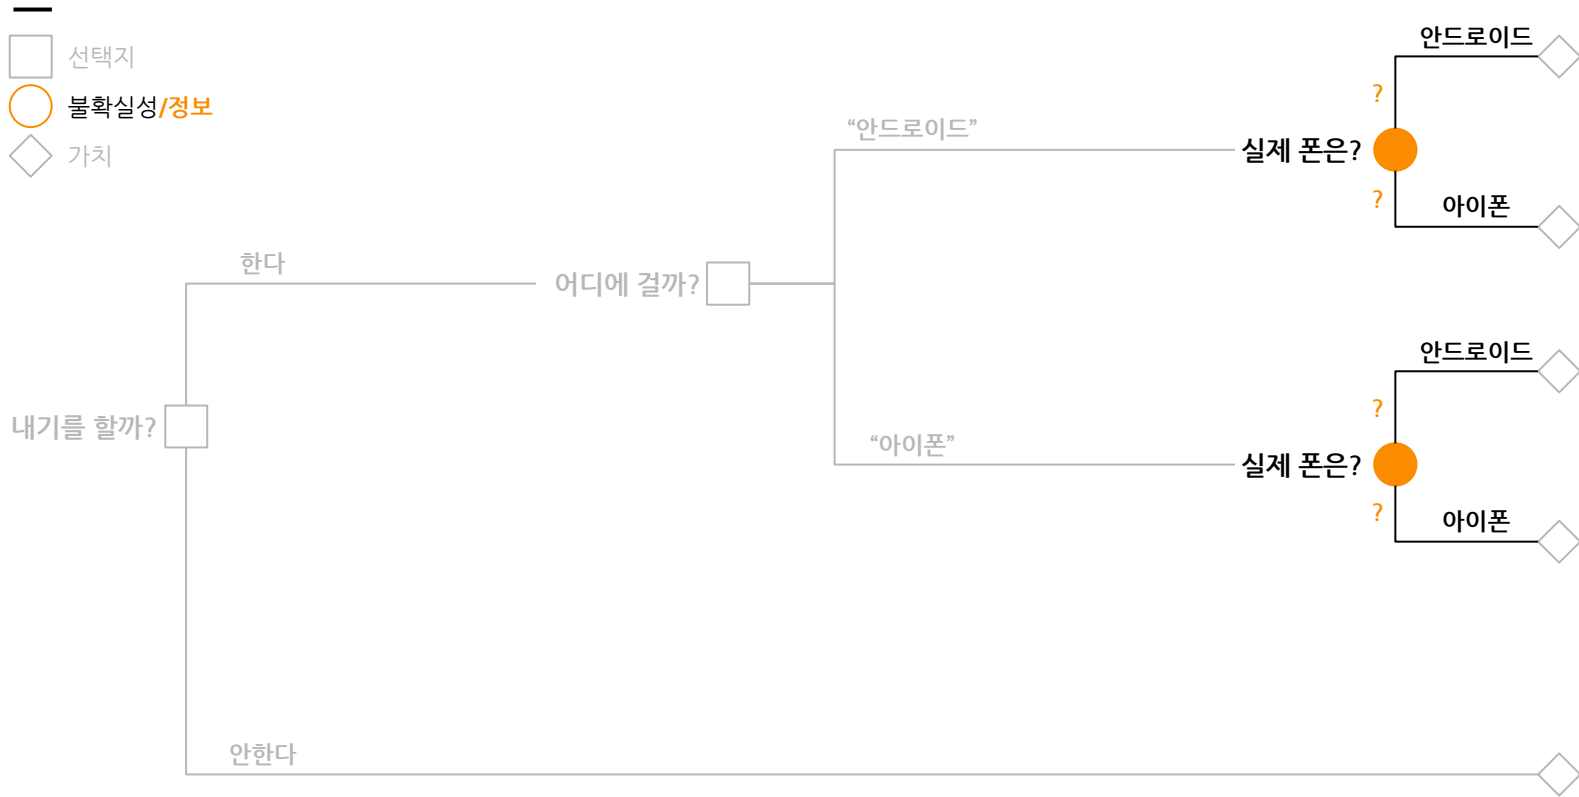 선택지
불확실성/정보
가치
내기를 할까?
한다
안한다
어디에 걸까?
“안드로이드”
“아이폰”
실제 폰은?
?
안드로이드
?
아이폰
실제 폰은?
?
안드로이드
?
아이폰